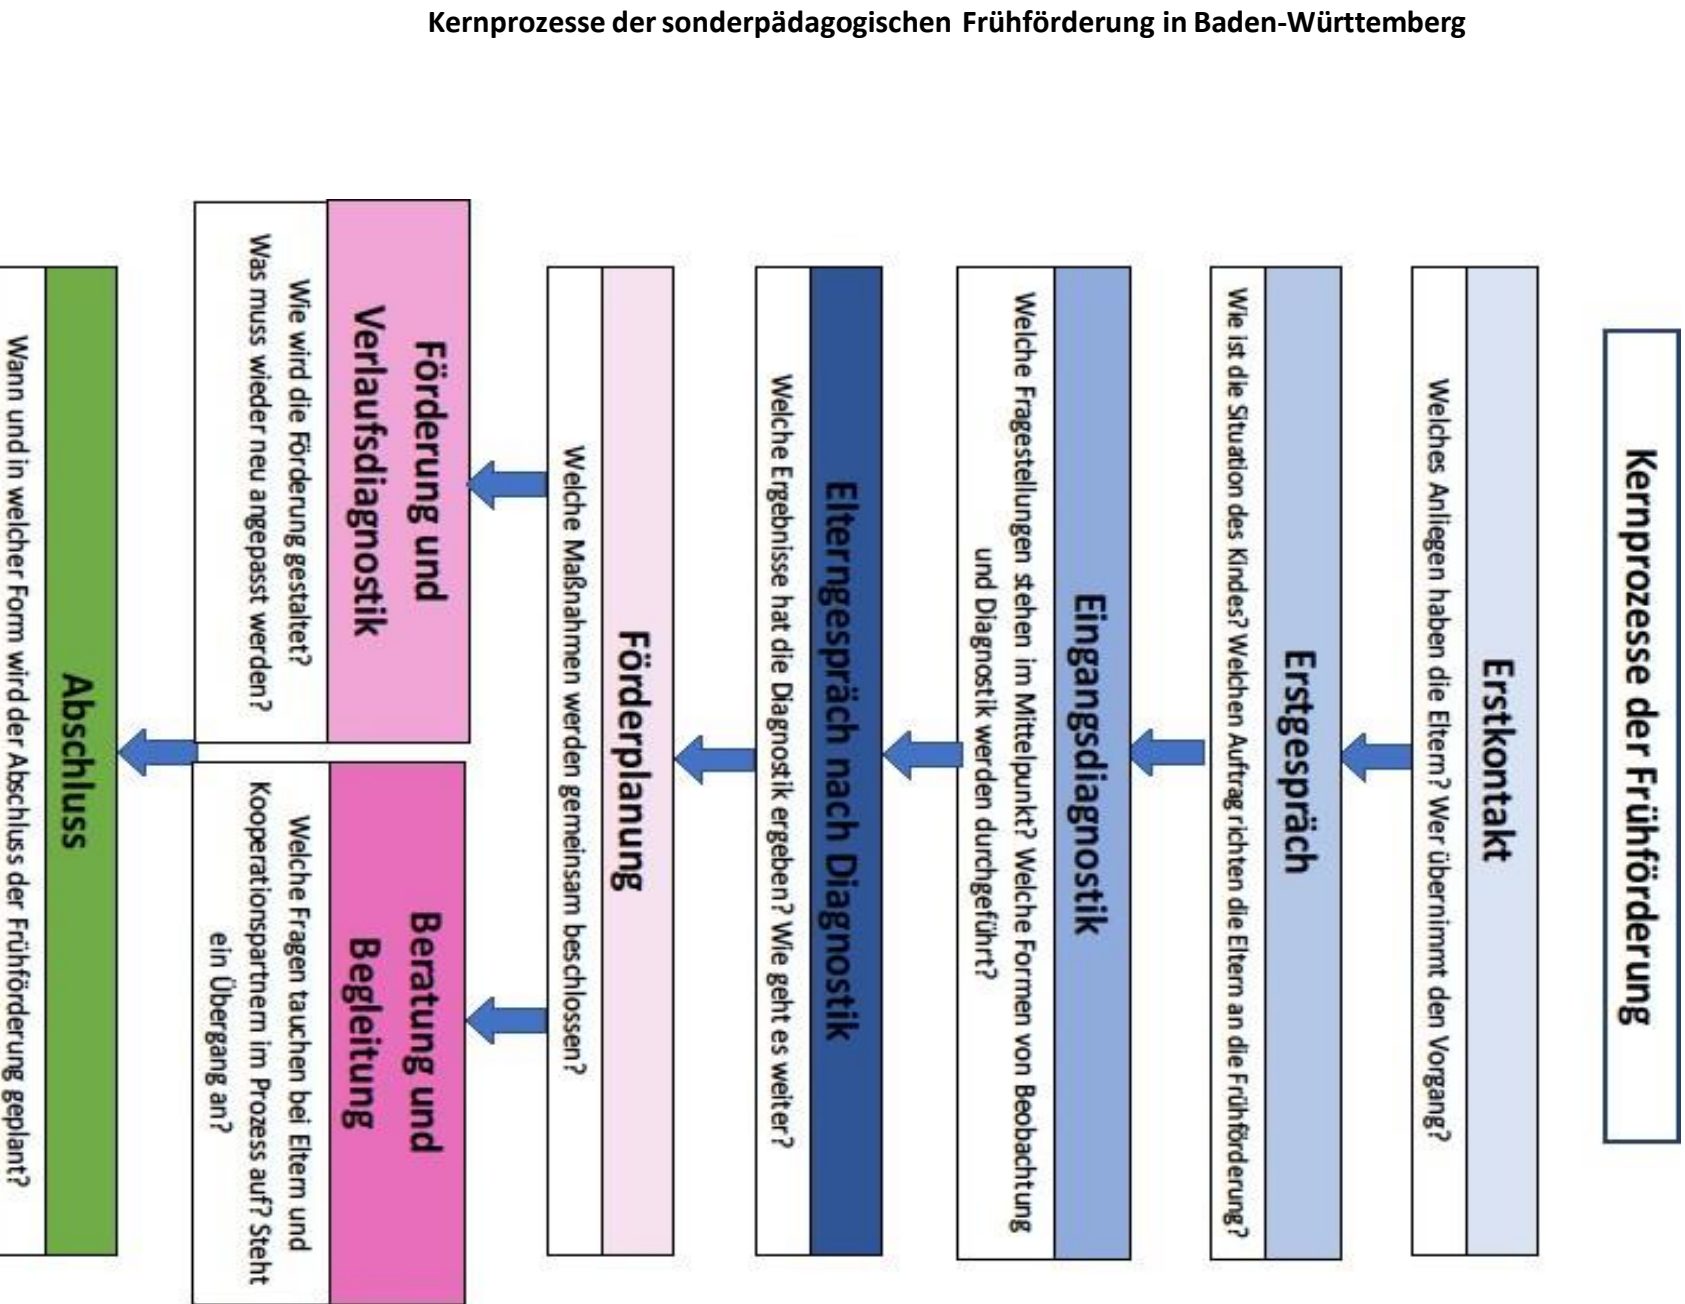 Kernprozesse der sonderpädagogischen Frühförderung in Baden-Württemberg
Kernprozesse der Frühförderung
Erstkontakt
Welches Anliegen haben die Eltern? Wer übernimmt den Vorgang?
Erstgespräch
Wie ist die Situation des Kindes? Welchen Auftrag richten die Eltern an die Frühförderung?
Eingangsdiagnostik
Welche Fragestellungen stehen im Mittelpunkt? Welche Formen von Beobachtung
und Diagnostik werden durchgeführt?
Elterngespräch nach Diagnostik
Welche Ergebnisse hat die Diagnostik ergeben? Wie geht es weiter?
Förderplanung
Welche Maßnahmen werden gemeinsam beschlossen?
Förderung und
Verlaufsdiagnostik
Wie wird die Förderung gestaltet?
Was muss wieder neu angepasst werden?
Beratung und
Begleitung
Welche Fragen tauchen bei Eltern und
Kooperationspartnern im Prozess auf? Steht
ein Übergang an?
Abschluss
Wann und in welcher Form wird der Abschluss der Frühförderung geplant?